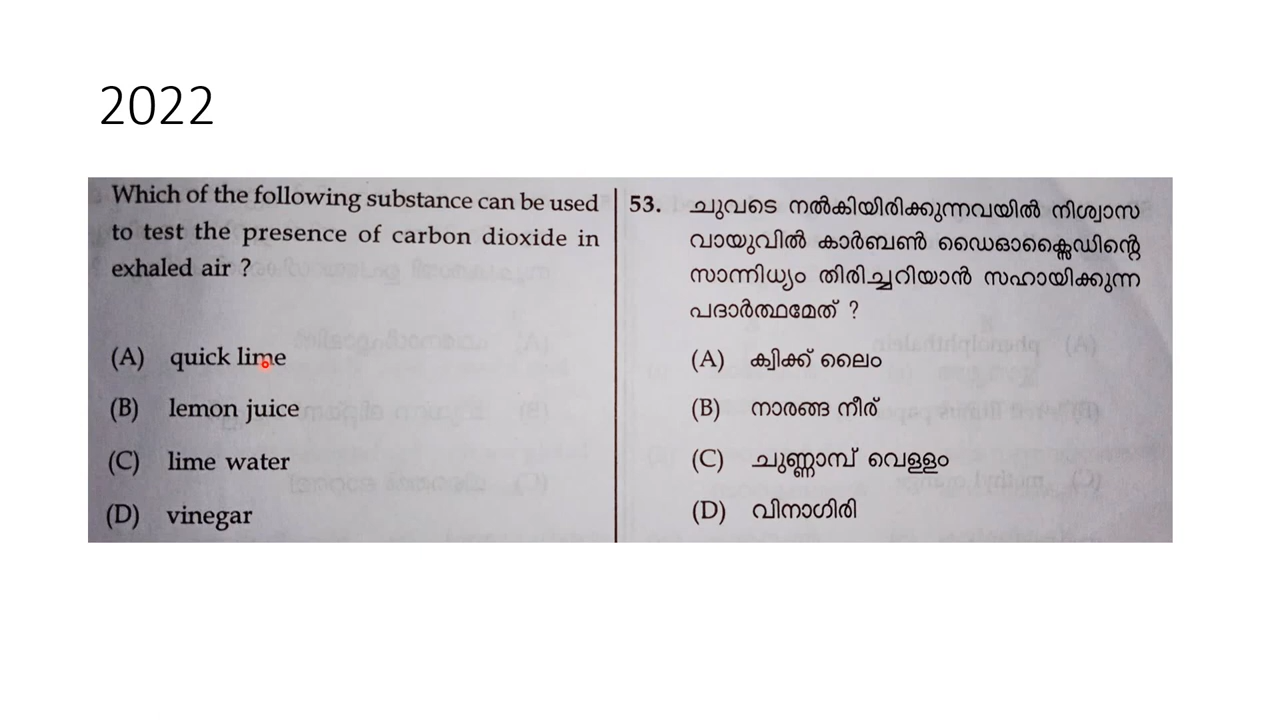 2022
Which of the following substance can be used
to test the presence of carbon dioxide in
exhaled air ?
(A) quick lime
(B) lemon juice
(C) lime water
(D) vinegar
53. ചുവടെ നൽകിയിരിക്കുന്നവയിൽ നിശ്വാസ
വായുവിൽ കാർബൺ ഡൈഓക്സൈഡിന്റെ
സാന്നിധ്യം തിരിച്ചറിയാൻ സഹായിക്കുന്ന
പദാർത്ഥമേത് ?
(A) ക്വിക്ക് ലൈം
(B) നാരങ്ങ നീര്
(C) ചുണ്ണാമ്പ് വെള്ളം
(D) വിനാഗിരി